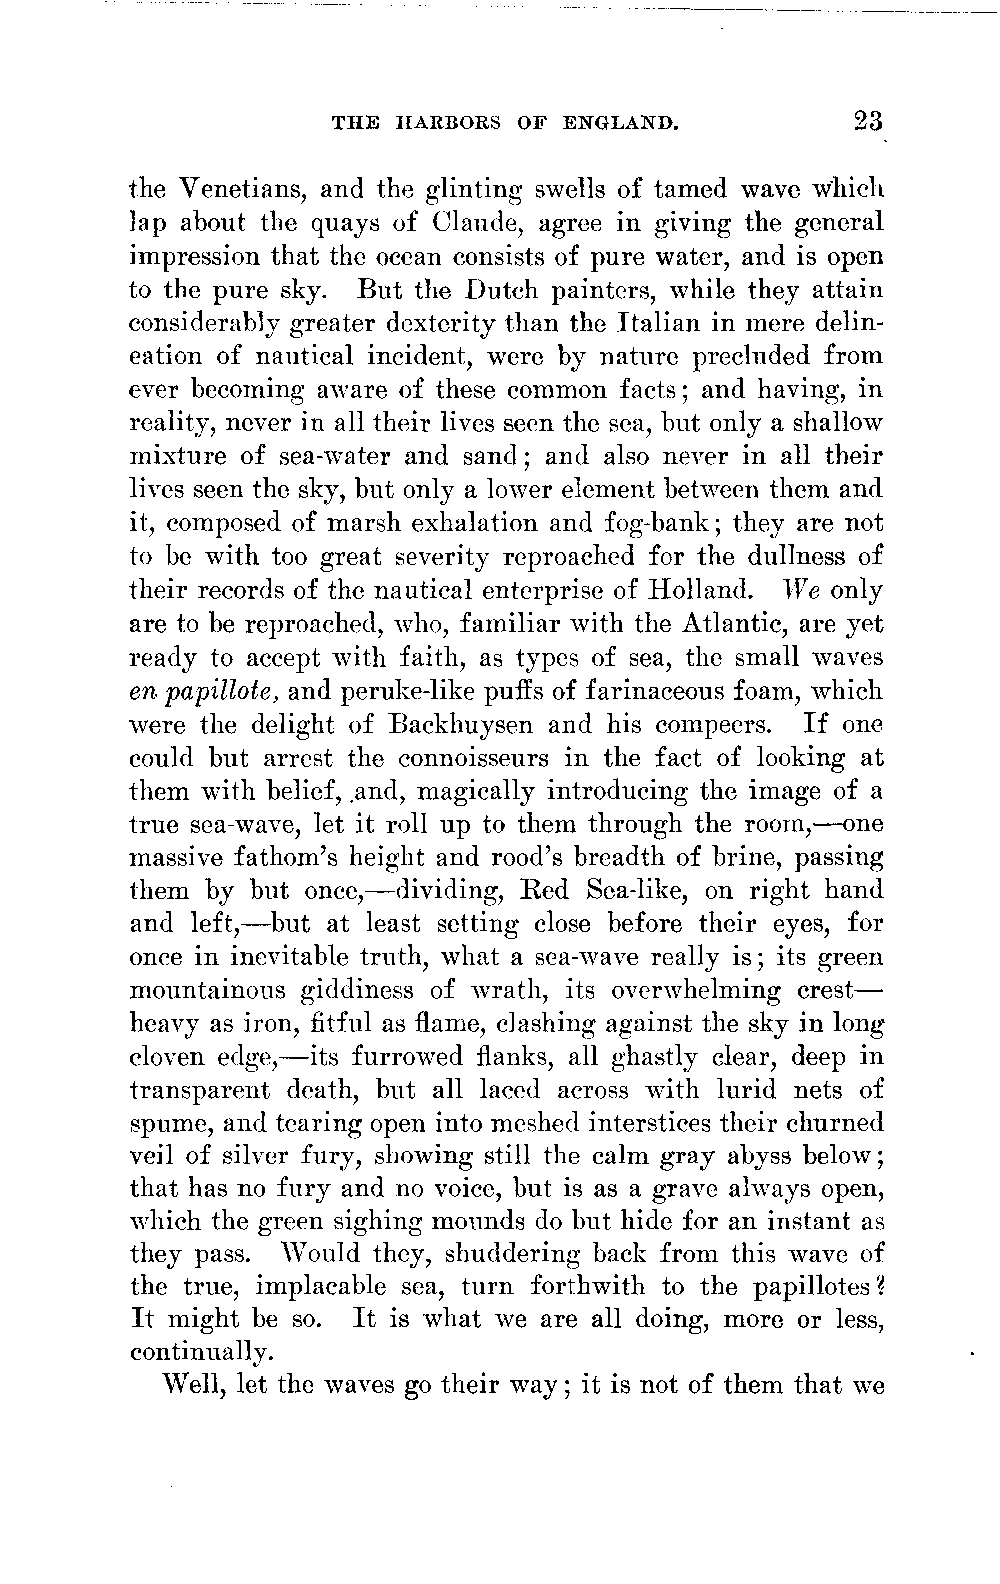 THE HARBORS OF ENGLAND. 23
the Venetians, and the glinting swells of tamed wave which
lap about the quays of Claude, agree in giving the general
impression that the ocean consists of pure water, and is open
to the pure sky. But the Dutch painters, while they attain
considerably greater dexterity than the Italian in mere delin-
eation of nautical incident, were by nature precluded from
ever becoming aware of these common facts; and having, in
reality, never in all their lives seen the sea, but only a shallow
mixture of sea-water and sand; and also never in all their
lives seen the sky, but only a lower element between them and
it, composed of marsh exhalation and fog-bank; they are not
to be with too great severity reproached for the dullness of
their records of the nautical enterprise of Holland. We only
are to be reproached, who, familiar with the Atlantic, are yet
ready to accept with faith, as types of sea, the small waves
en papillote, and peruke-like puffs of farinaceous foam, which
were the delight of Backhuysen and his compeers. If one
could but arrest the connoisseurs in the fact of looking at
them with belief, and, magically introducing the image of a
true sea-wave, let it roll up to them through the room,—one
massive fathom's height and rood's breadth of brine, passing
them by but once,—dividing, Red Sea-like, on right hand
and left,—but at least setting close before their eyes, for
once in inevitable truth, what a sea-wave really is; its green
mountainous giddiness of wrath, its overwhelming crest—
heavy as iron, fitful as flame, clashing against the sky in long
cloven edge,—its furrowed flanks, all ghastly clear, deep in
transparent death, but all laced across with lurid nets of
spume, and tearing open into meshed interstices their churned
veil of silver fury, showing still the calm gray abyss below;
that has no fury and no voice, but is as a grave always open,
which the green sighing mounds do but hide for an instant as
they pass. Would they, shuddering back from this wave of
the true, implacable sea, turn forthwith to the papillotes?
It might be so. It is what we are all doing, more or less,
continually.
Well, let the waves go their way; it is not of them that we